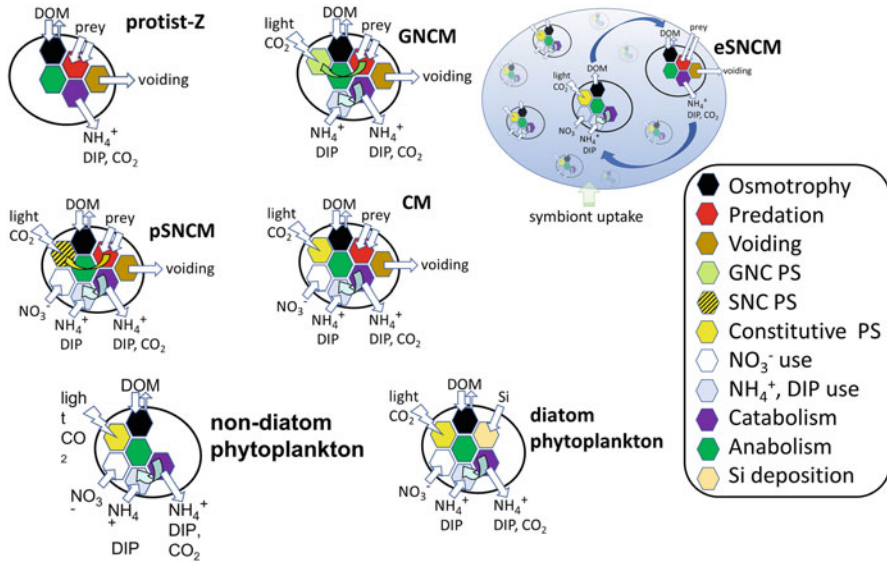 protist-Z
DOM
prey
voiding
NH4+
DIP, CO2
GNCM
light
CO2
DOM
prey
voiding
NH4+
DIP
NH4+
DIP, CO2
eSNCM
DOM
prey
voiding
NH4+
DIP, CO2
light
CO2
DOM
NO3-
NH4+
DIP
symbiont uptake
pSNCM
light
CO2
DOM
prey
voiding
NO3-
NH4+
DIP
NH4+
DIP, CO2
CM
light
CO2
DOM
prey
voiding
NO3-
NH4+
DIP
NH4+
DIP, CO2
non-diatom
phytoplankton
ligh
t
CO
2
DOM
NO3
-
NH4
+
DIP
NH4+
DIP,
CO2
diatom
phytoplankton
light
CO2
DOM
Si
NO3-
NH4+
DIP
NH4+
DIP, CO2
Osmotrophy
Predation
Voiding
GNC PS
SNC PS
Constitutive PS
NO3- use
NH4+, DIP use
Catabolism
Anabolism
Si deposition